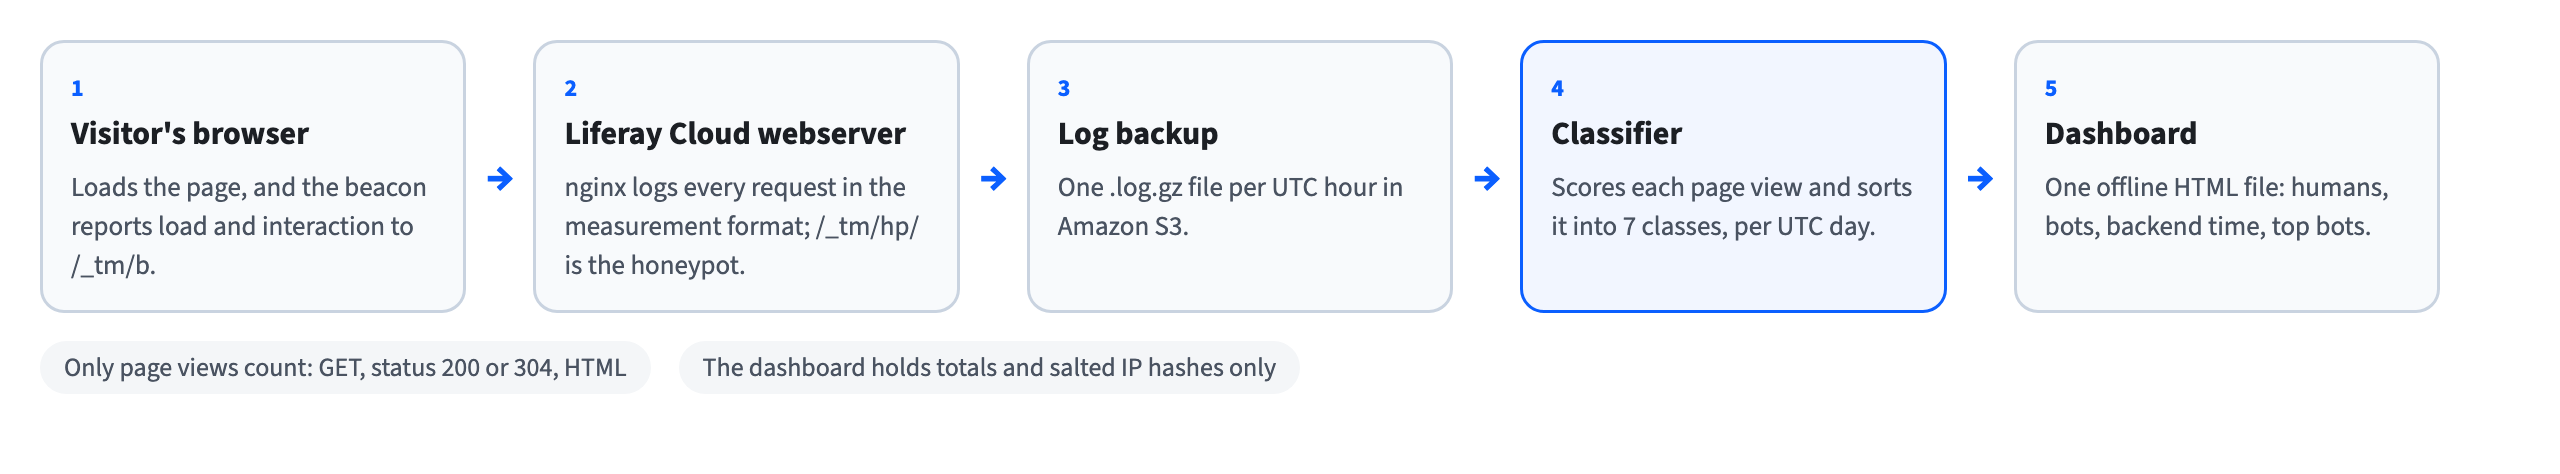 1
Visitor's browser
Loads the page, and the beacon
reports load and interaction to
/_tm/b.
2
Liferay Cloud webserver
nginx logs every request in the
measurement format; /_tm/hp/
is the honeypot.
3
Log backup
One .log.gz file per UTC hour in
Amazon S3.
4
Classifier
Scores each page view and sorts
it into 7 classes, per UTC day.
5
Dashboard
One offline HTML file: humans,
bots, backend time, top bots.
Only page views count: GET, status 200 or 304, HTML
The dashboard holds totals and salted IP hashes only